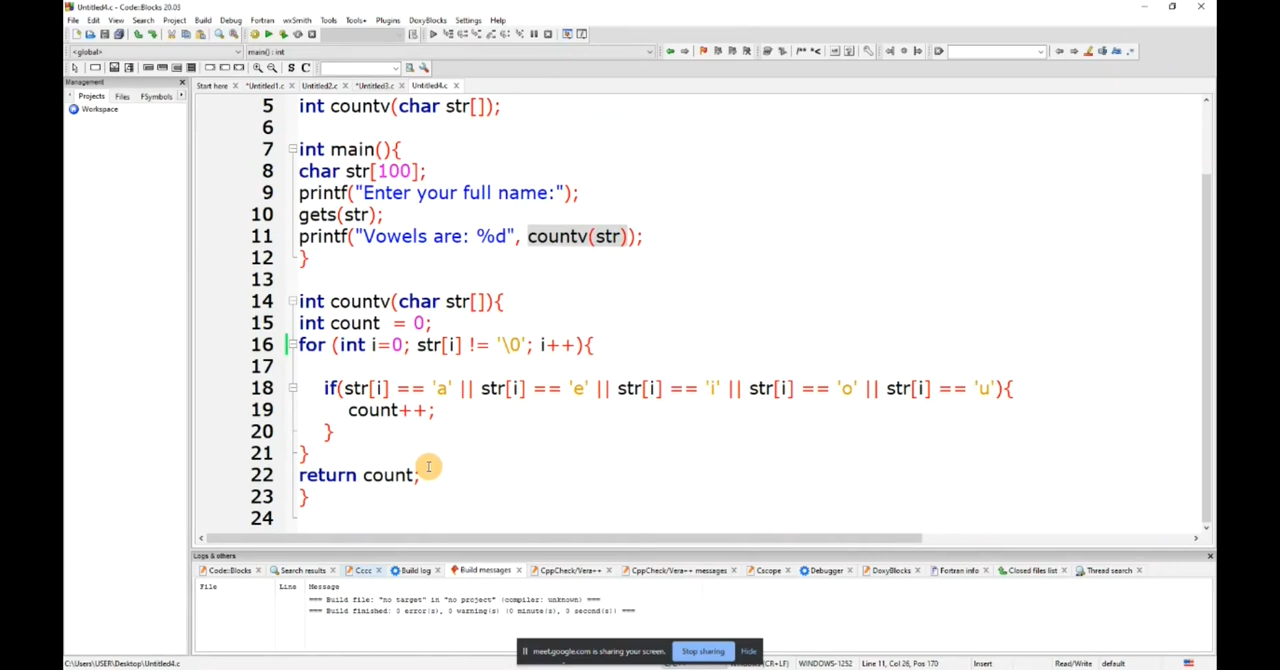 Untitled4.c - Code::Blocks 20.03
File Edit View Search Project Build Debug Fortran wxSmith Tools Tools+ Plugins DoxyBlocks Settings Help
<global> main() : int
S C
Management
Projects Files FSymbols
Workspace
Start here *Untitled1.c Untitled2.c *Untitled3.c Untitled4.c
5 int countv(char str[]);
6
7 int main(){
8 char str[100];
9 printf("Enter your full name:");
10 gets(str);
11 printf("Vowels are: %d", countv(str));
12 }
13
14 int countv(char str[]){
15 int count  = 0;
16 for (int i=0; str[i] != '\0'; i++){
17
18 if(str[i] == 'a' || str[i] == 'e' || str[i] == 'i' || str[i] == 'o' || str[i] == 'u'){
19 count++;
20 }
21 }
22 return count;
23 }
24
Logs & others
Code::Blocks Search results Cccc Build log Build messages CppCheck/Vera++ CppCheck/Vera++ messages Cscope Debugger DoxyBlocks Fortran info Closed files list Thread search
File Line Message
=== Build file: "no target" in "no project" (compiler: unknown) ===
=== Build finished: 0 error(s), 0 warning(s) (0 minute(s), 0 second(s)) ===
meet.google.com is sharing your screen. Stop sharing Hide
C:\Users\USER\Desktop\Untitled4.c (CR+LF) WINDOWS-1252 Line 11, Col 26, Pos 170 Insert Read/Write default